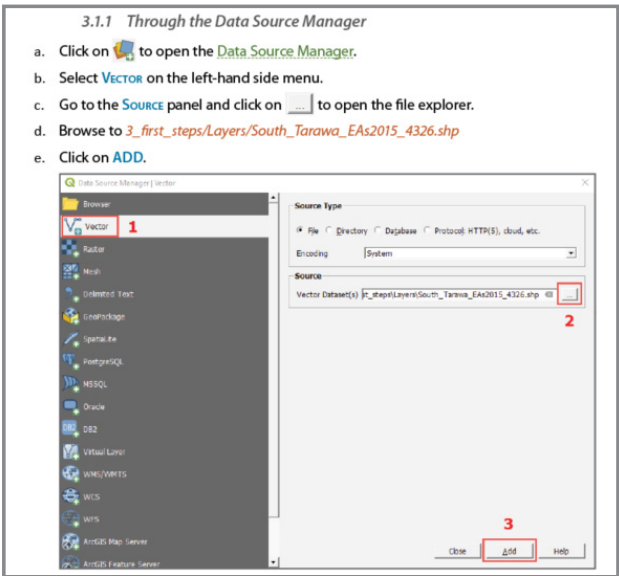 3.1.1 Through the Data Source Manager
a. Click on to open the Data Source Manager.
b. Select VECTOR on the left-hand side menu.
c. Go to the SOURCE panel and click on ... to open the file explorer.
d. Browse to 3_first_steps/Layers/South_Tarawa_EAs2015_4326.shp
e. Click on ADD.
Data Source Manager | Vector
Browser
Vector 1
Raster
Mesh
Delimited Text
GeoPackage
SpatiaLite
PostgreSQL
MSSQL
Oracle
DB2 DB2
Virtual Layer
WMS/WMTS
WCS
WFS
ArcGIS Map Server
ArcGIS Feature Server
Source Type
File Directory Database Protocol: HTTP(S), cloud, etc.
Encoding System
Source
Vector Dataset(s) st_steps\Layers\South_Tarawa_EAs2015_4326.shp ...
2
3
Close Add Help